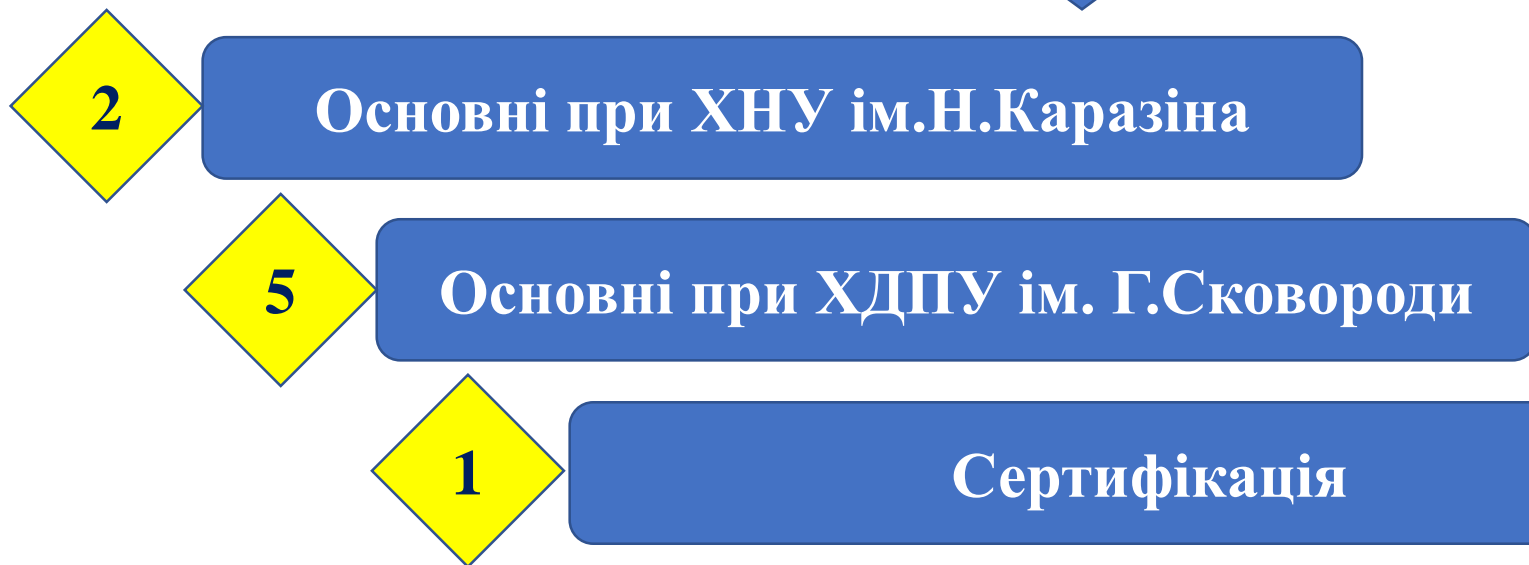 2
Основні при ХНУ ім.Н.Каразіна
5
Основні при ХДПУ ім. Г.Сковороди
1
Сертифікація